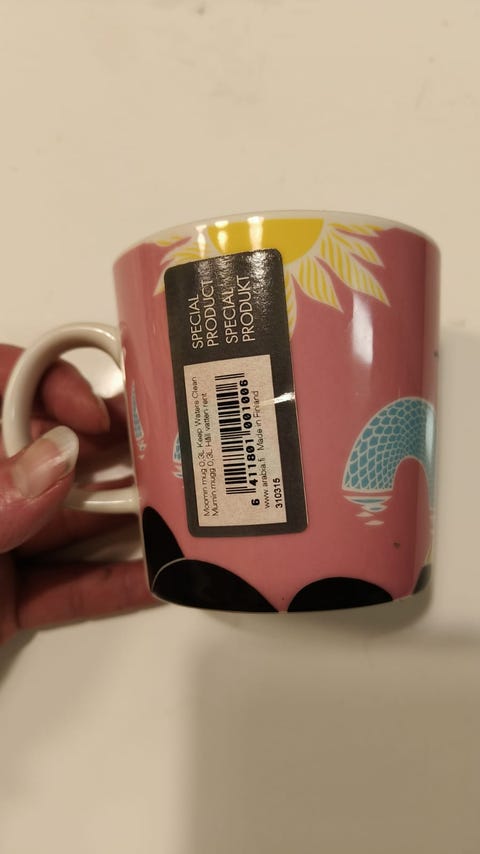 SPECIAL
PRODUCT
SPECIAL
PRODUKT
Moomin mug 0,3L Keep Waters Clean
Mumin mugg 0,3L Håll vatten rent
6 411801 001006
www.arabia.fi Made in Finland
310315